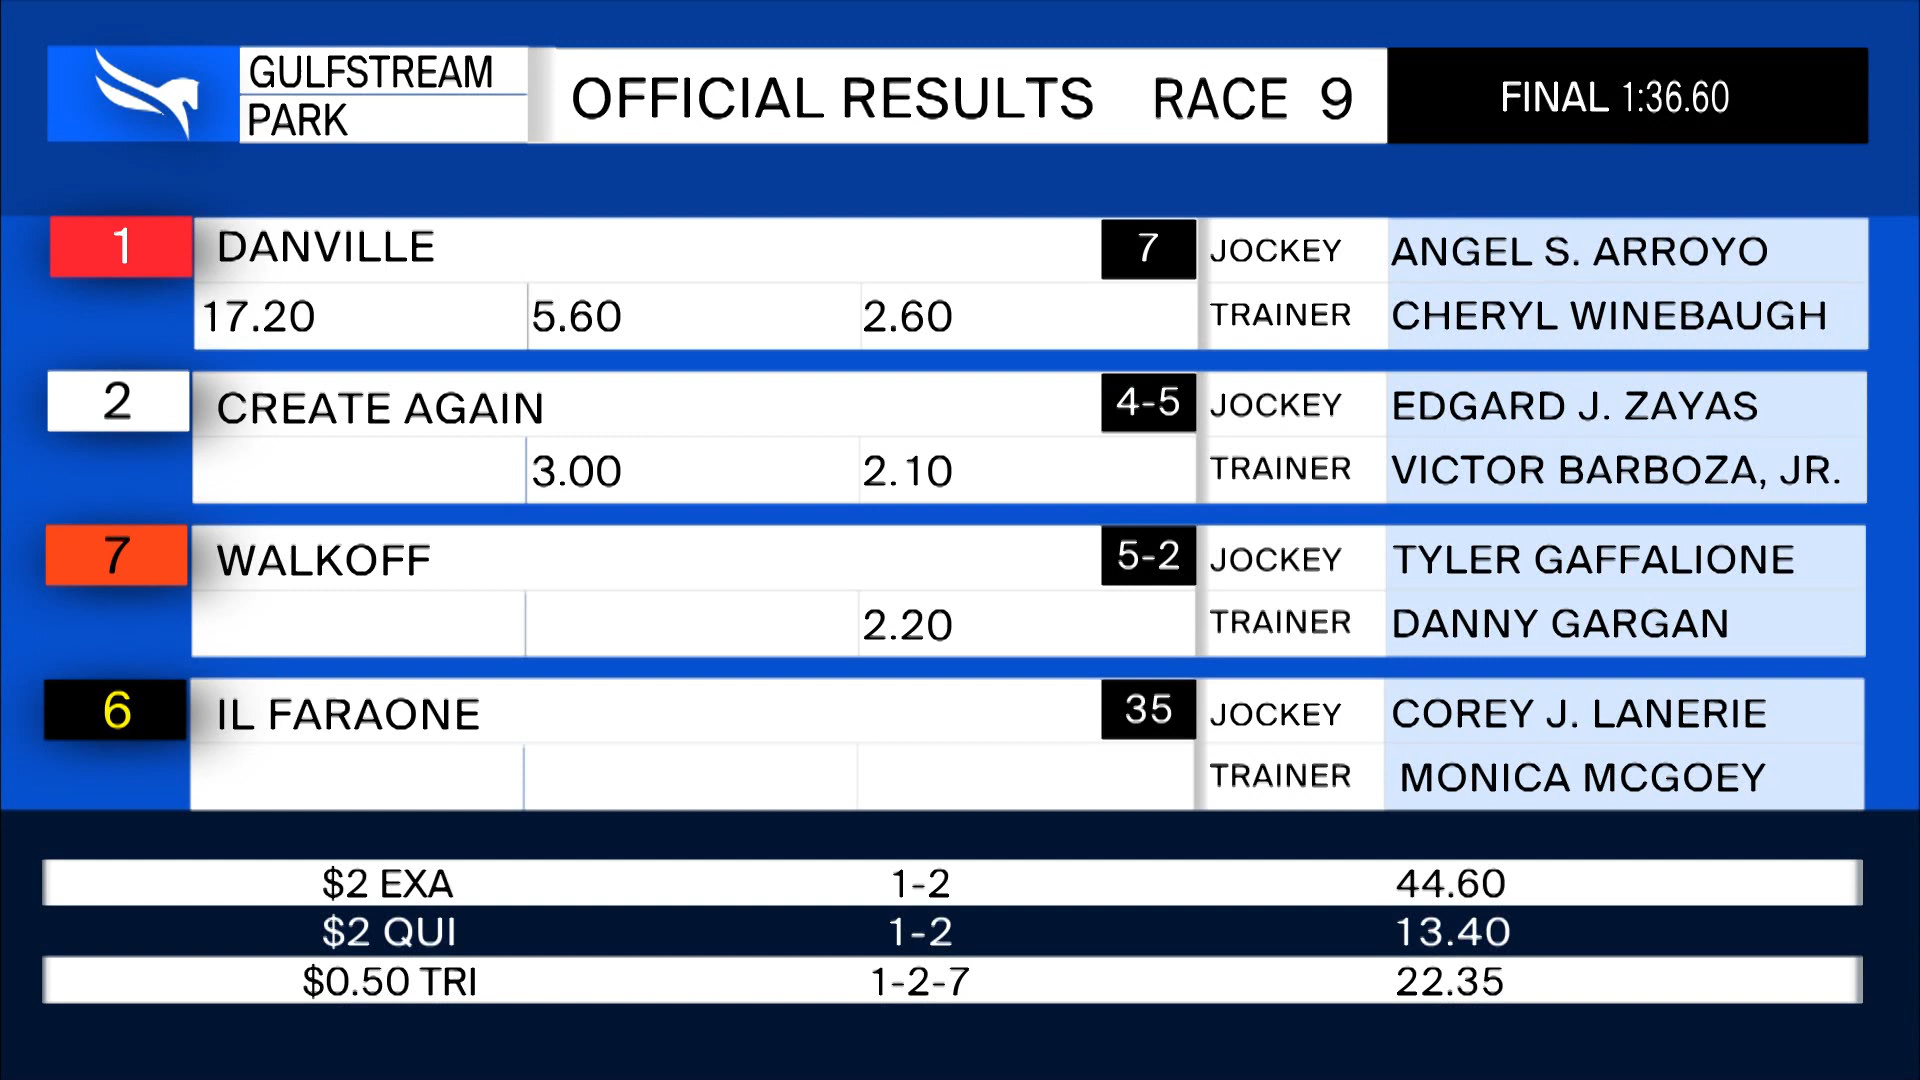 GULFSTREAM
PARK
OFFICIAL RESULTS RACE 9
FINAL 1:36.60
1 DANVILLE 7 JOCKEY ANGEL S. ARROYO
17.20 5.60 2.60 TRAINER CHERYL WINEBAUGH
2 CREATE AGAIN 4-5 JOCKEY EDGARD J. ZAYAS
3.00 2.10 TRAINER VICTOR BARBOZA, JR.
7 WALKOFF 5-2 JOCKEY TYLER GAFFALIONE
2.20 TRAINER DANNY GARGAN
6 IL FARAONE 35 JOCKEY COREY J. LANERIE
TRAINER MONICA MCGOEY
$2 EXA 1-2 44.60
$2 QUI 1-2 13.40
$0.50 TRI 1-2-7 22.35